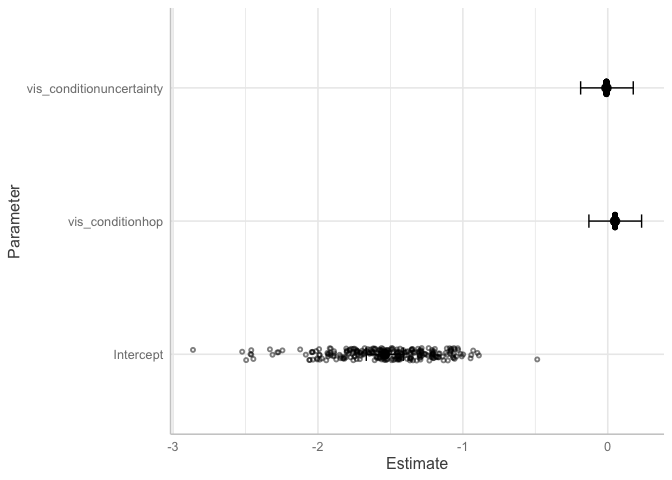 vis_conditionuncertainty
vis_conditionhop
Intercept
Parameter
-3 -2 -1 0
Estimate